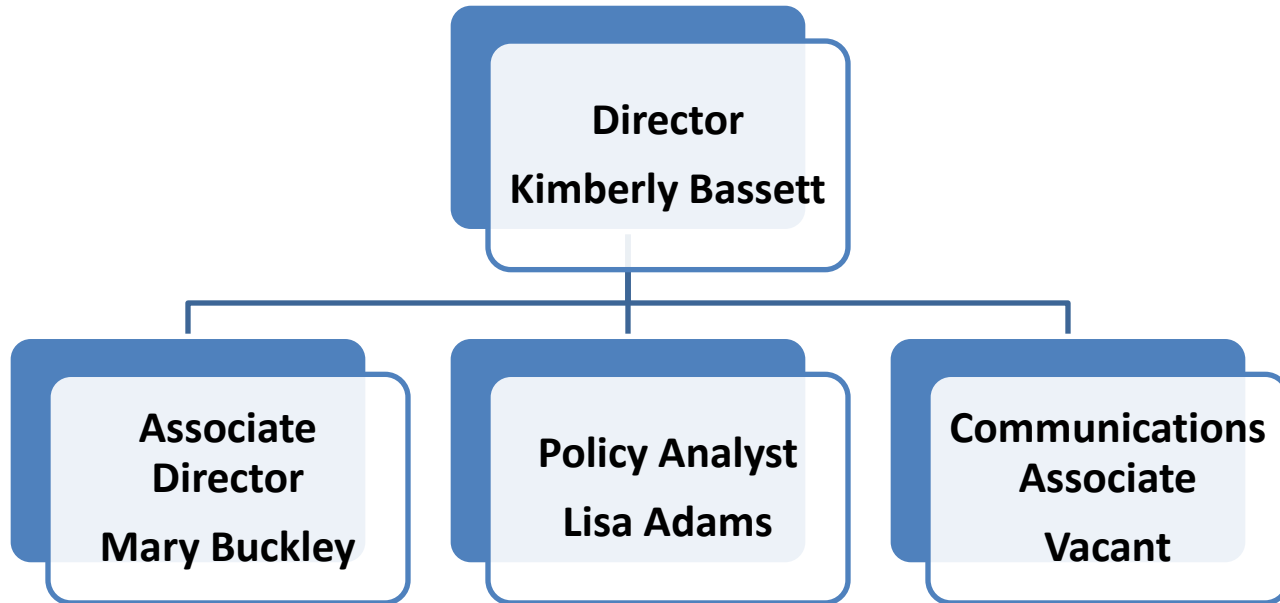 Director
Kimberly Bassett
Associate
Director
Mary Buckley
Policy Analyst
Lisa Adams
Communications
Associate
Vacant